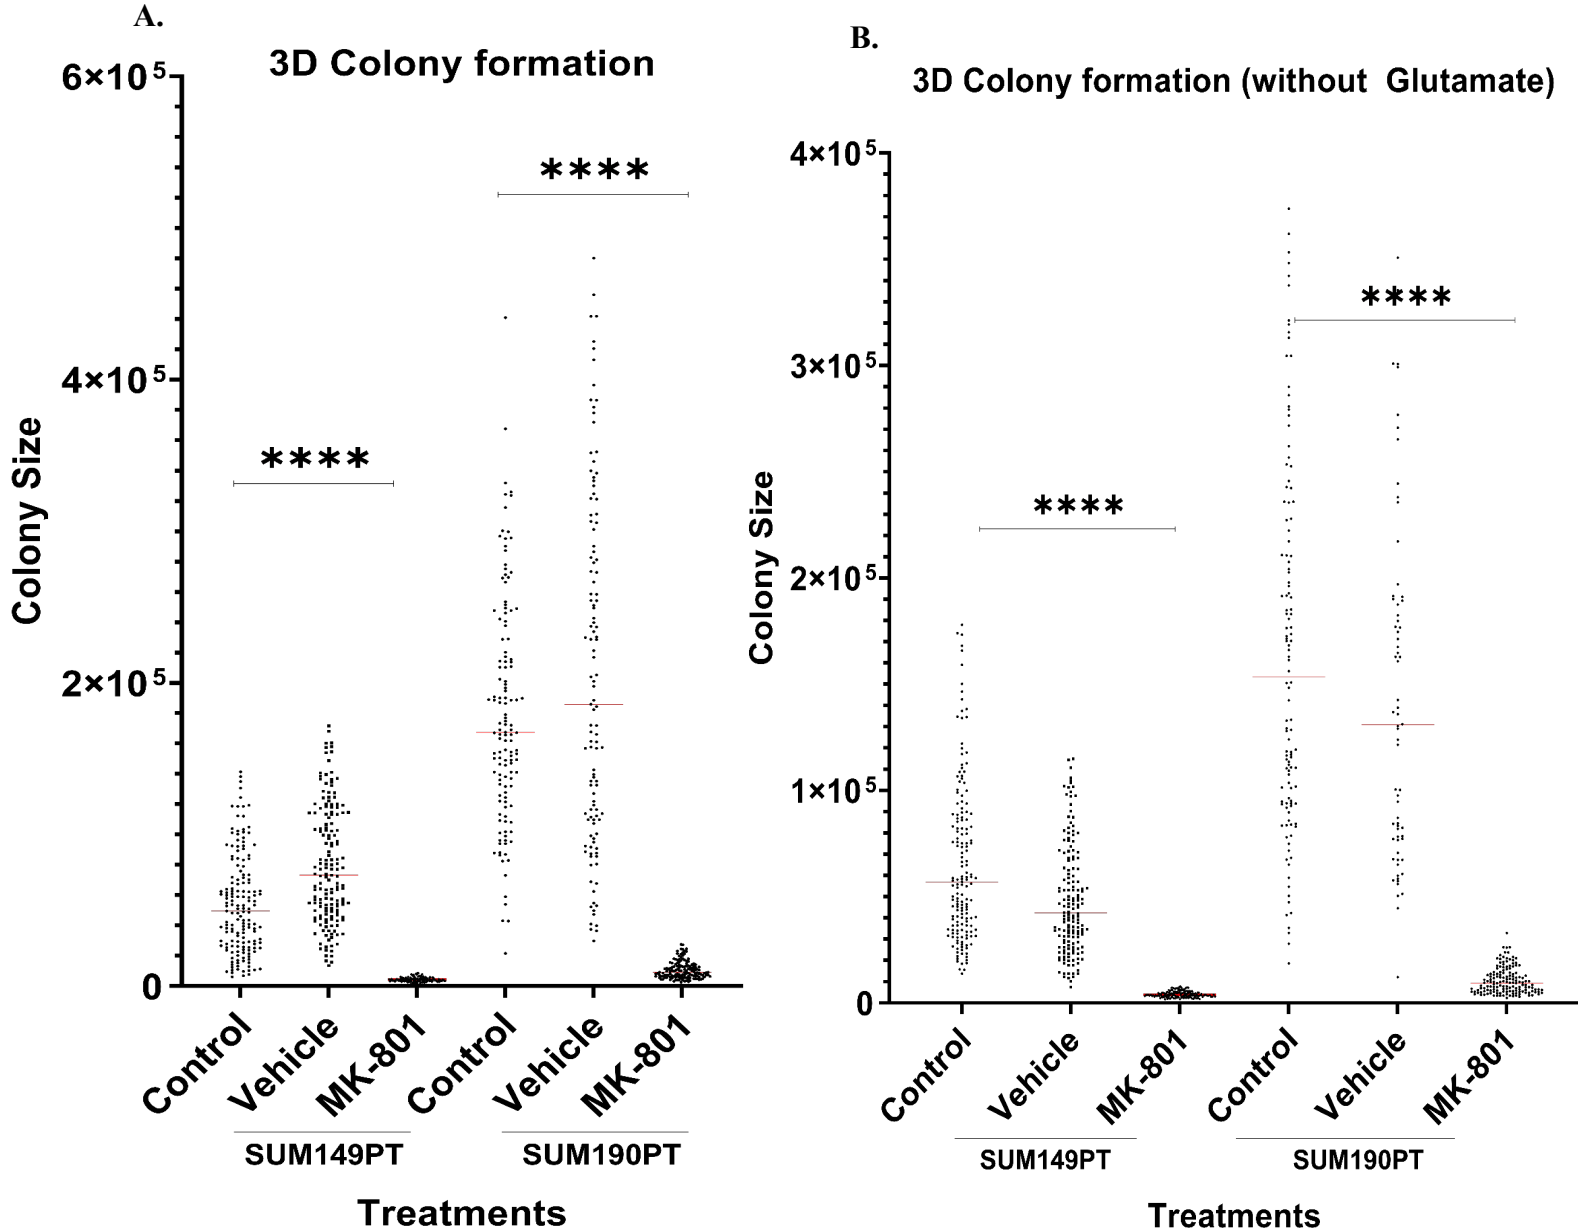 A.
3D Colony formation
6×10⁵
4×10⁵
2×10⁵
0
Colony Size
****
****
Control
Vehicle
MK-801
Control
Vehicle
MK-801
SUM149PT
SUM190PT
Treatments
B.
3D Colony formation (without Glutamate)
4×10⁵
3×10⁵
2×10⁵
1×10⁵
0
Colony Size
****
****
Control
Vehicle
MK-801
Control
Vehicle
MK-801
SUM149PT
SUM190PT
Treatments